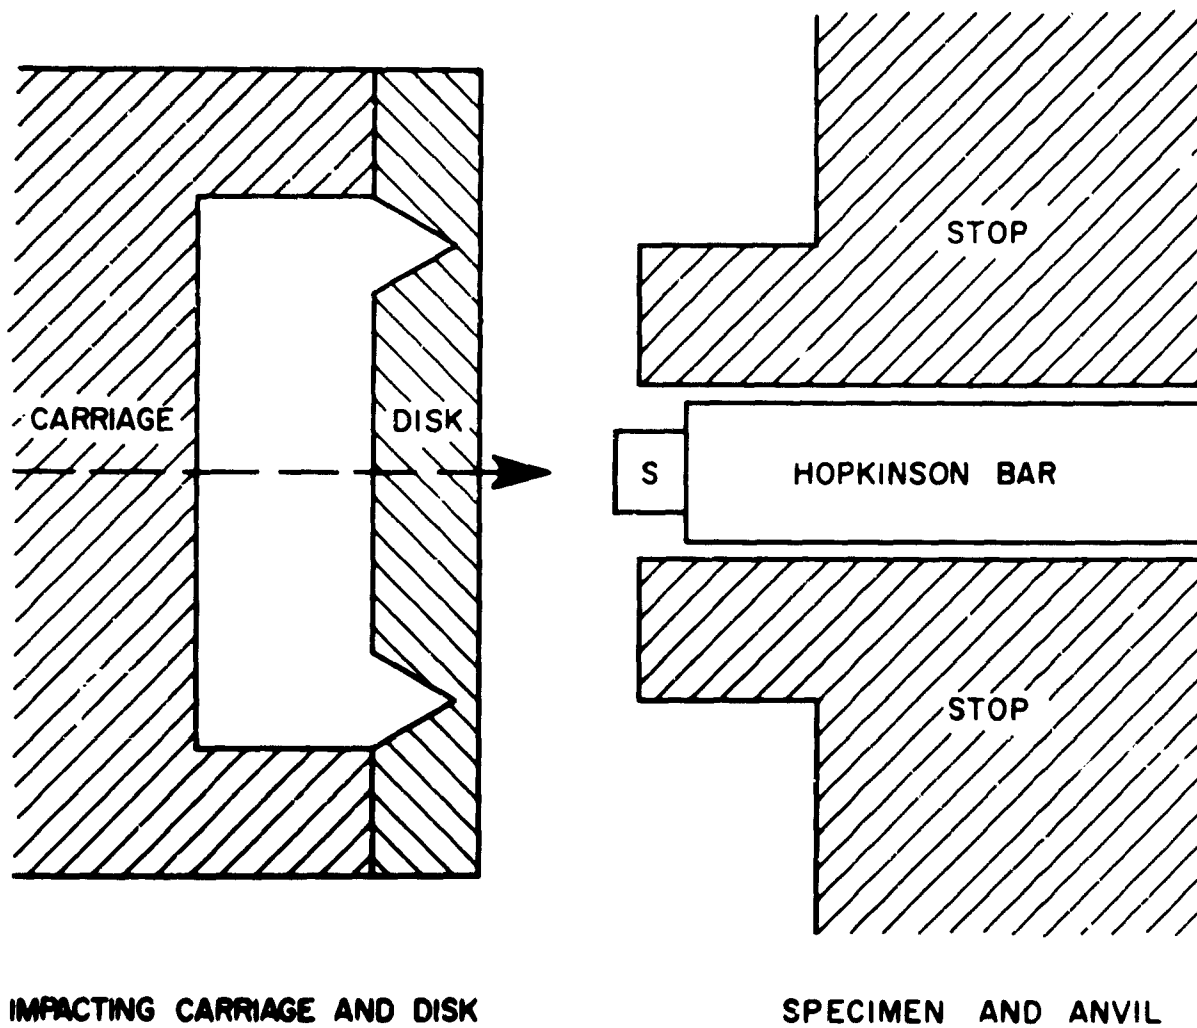 STOP
CARRIAGE
DISK
S
HOPKINSON BAR
STOP
IMPACTING CARRIAGE AND DISK
SPECIMEN AND ANVIL